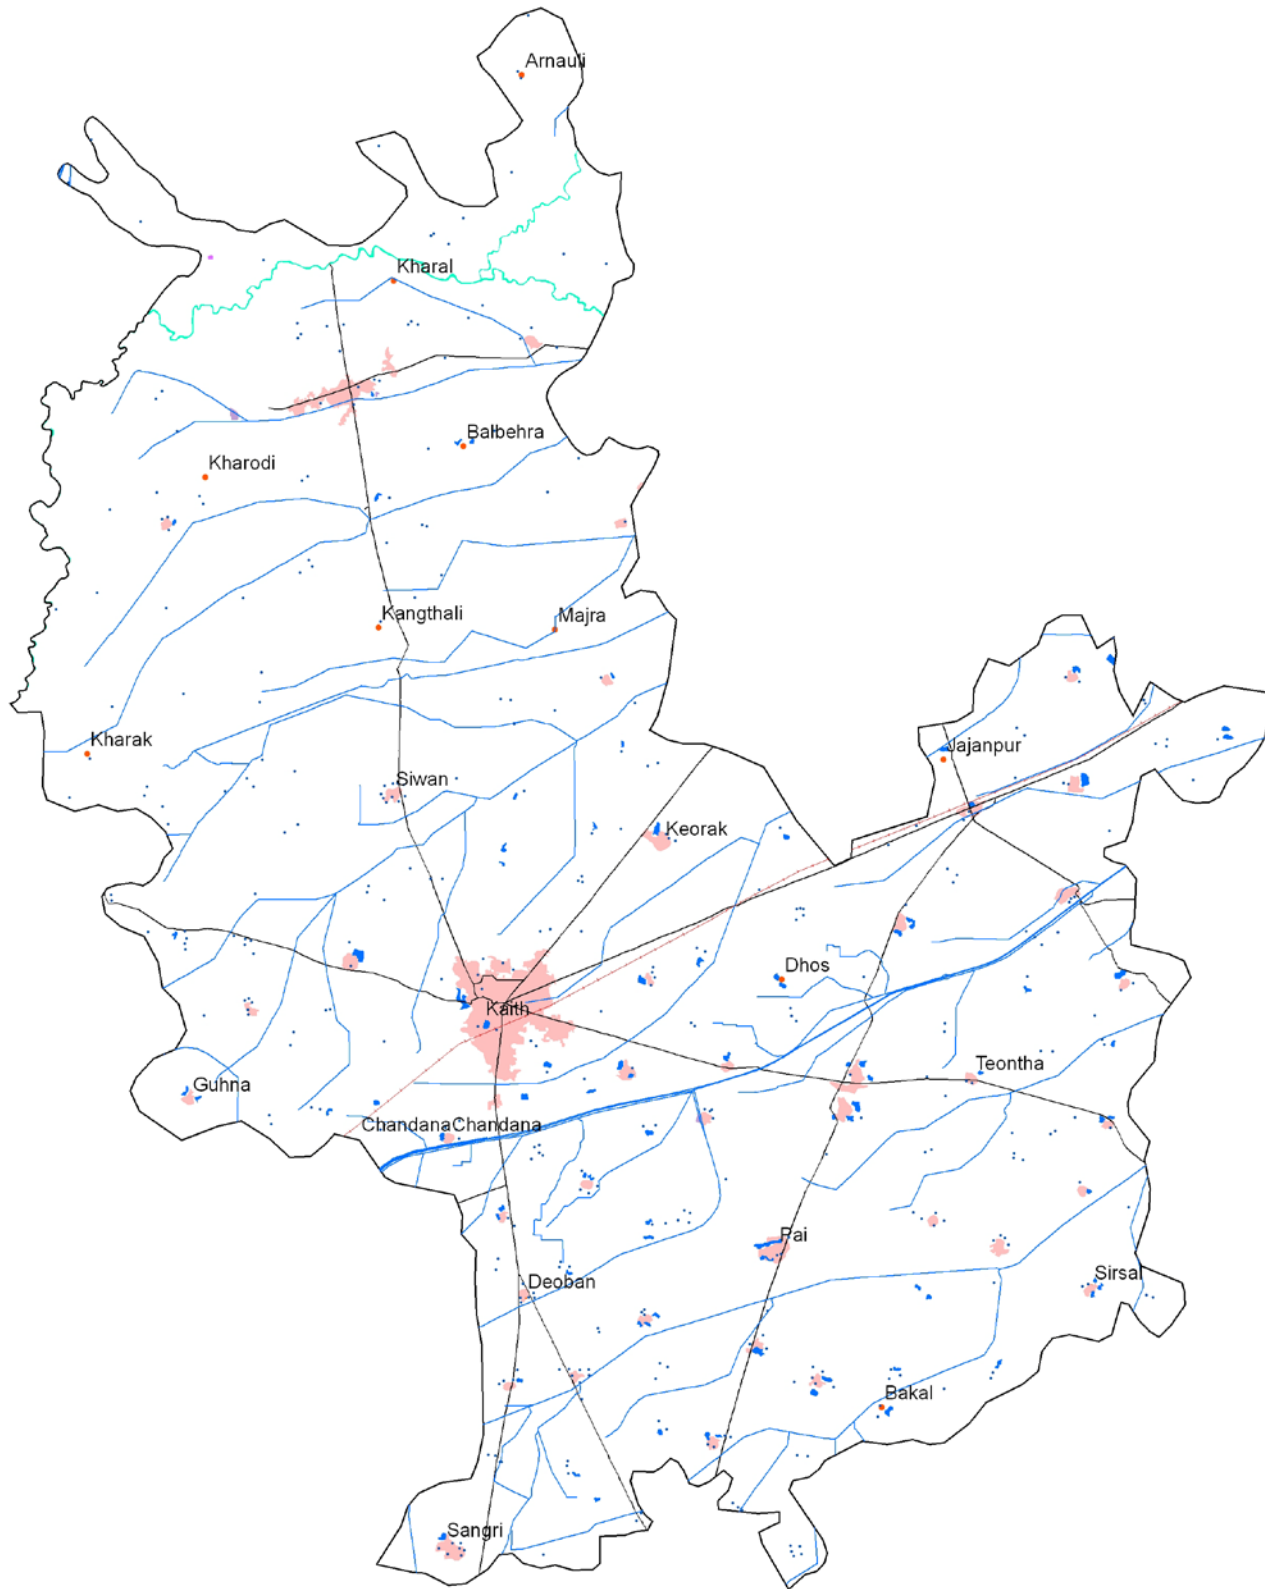 Arnauli
Kharal
Balbehra
Kharodi
Kangthali
Majra
Kharak
Jajanpur
Siwan
Keorak
Dhos
Kaith
Teontha
Guhna
ChandanaChandana
Pai
Sirsal
Deoban
Bakal
Sangri